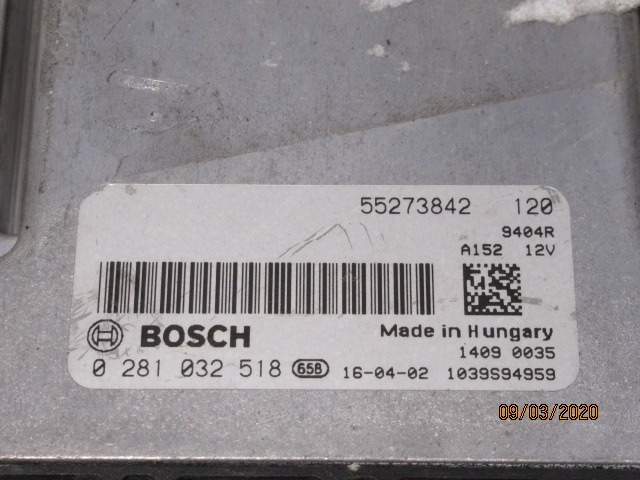 55273842 120
9404R
A152 12V
BOSCH Made in Hungary
1409 0035
0 281 032 518 658 16-04-02 1039S94959
09/03/2020